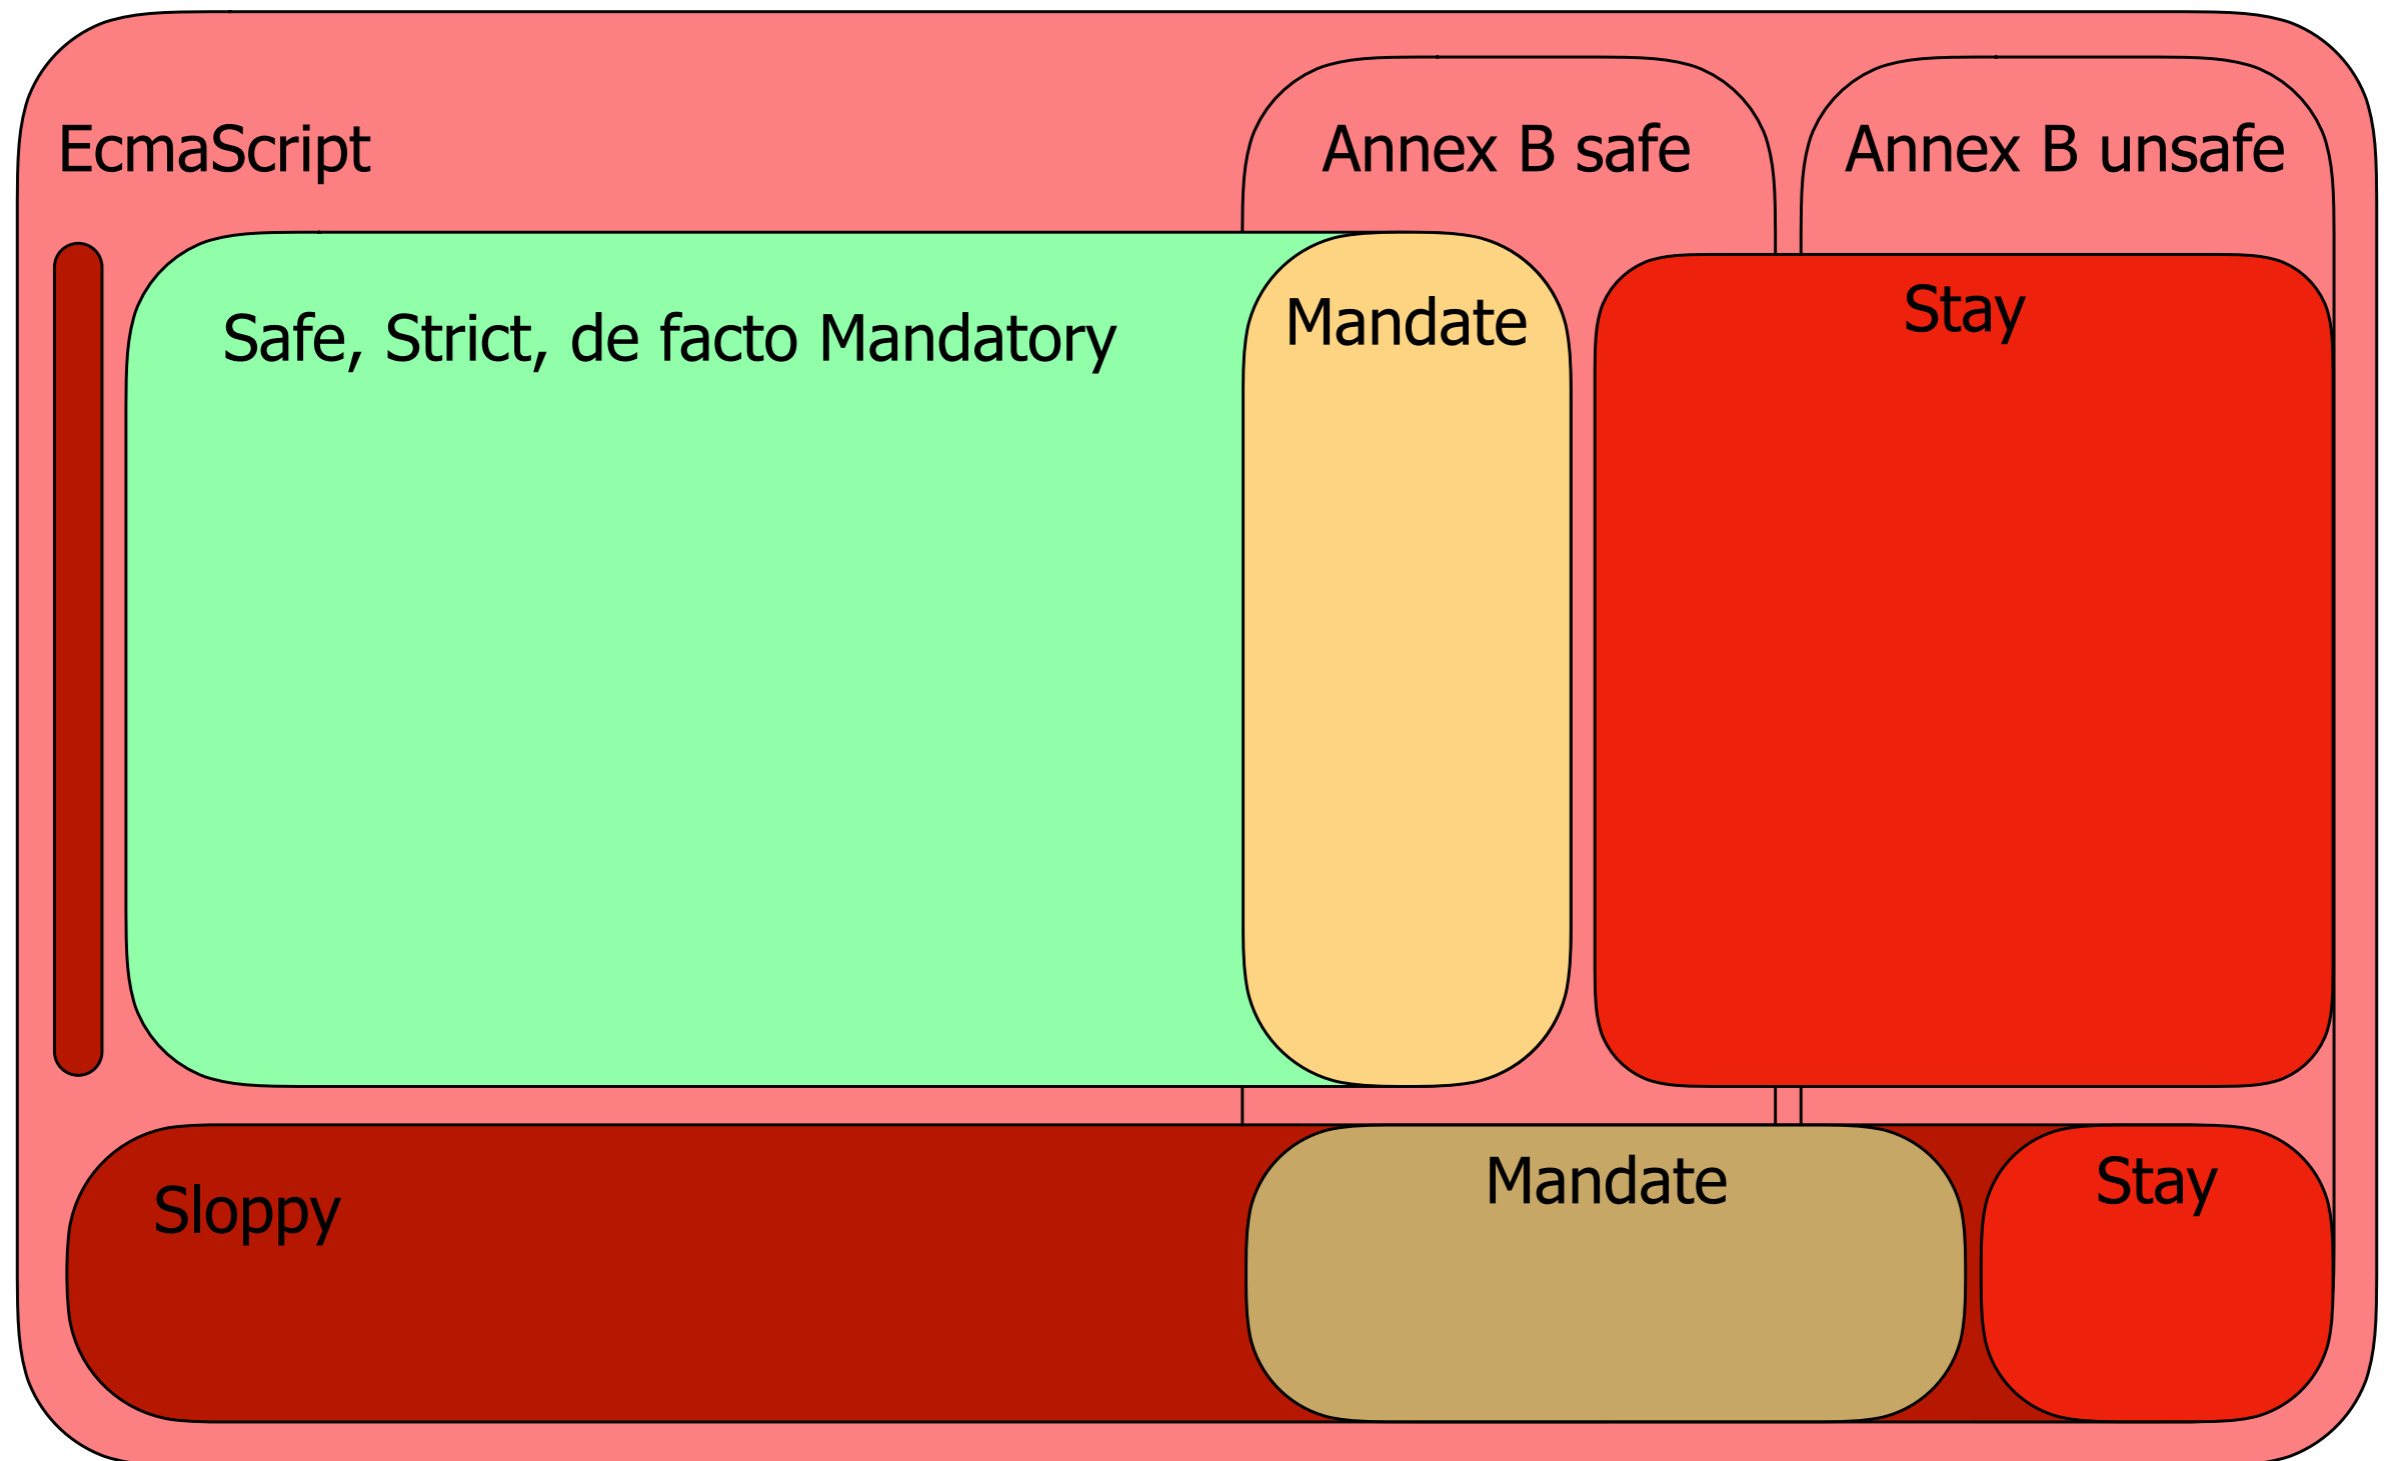 EcmaScript
Annex B safe
Annex B unsafe
Safe, Strict, de facto Mandatory
Mandate
Stay
Sloppy
Mandate
Stay